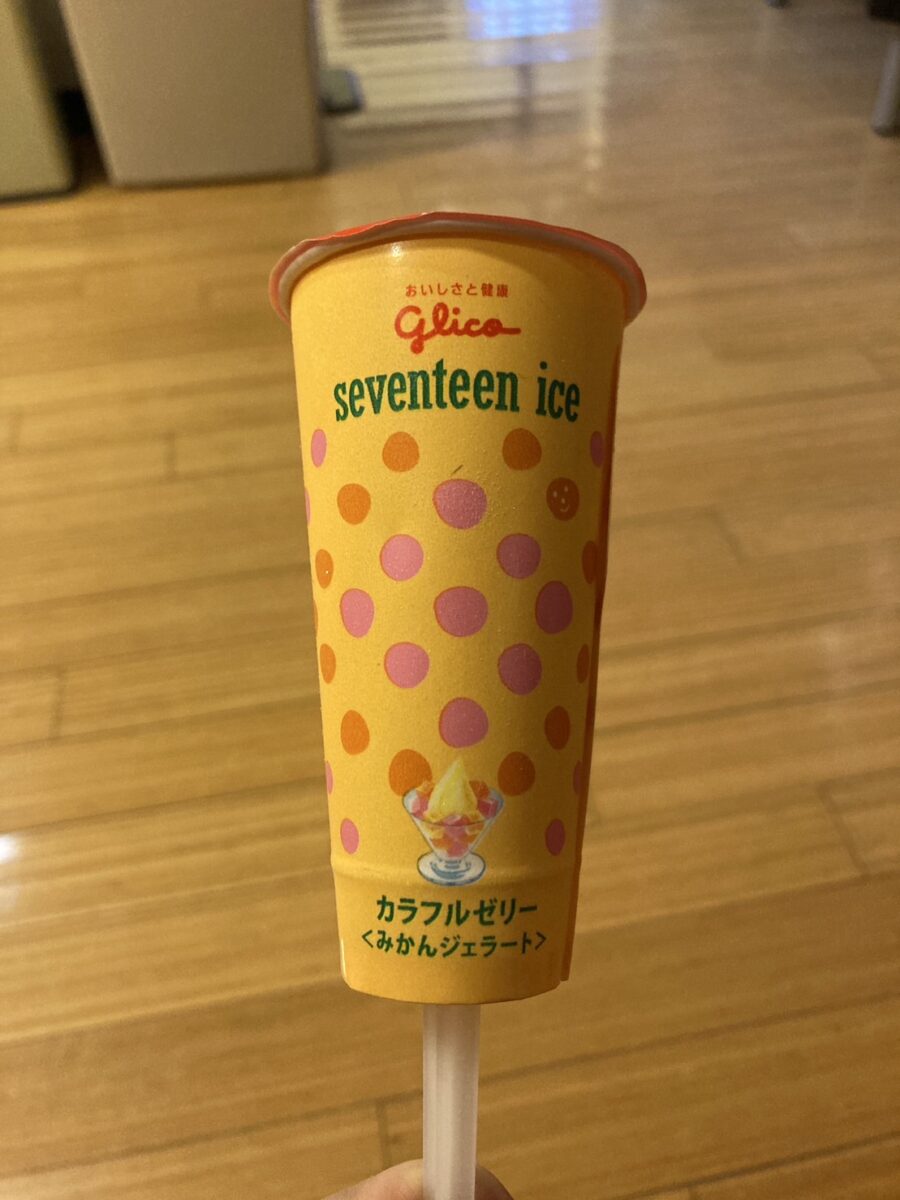 おいしさと健康
Glico
seventeen ice
カラフルゼリー
<みかんジェラート>